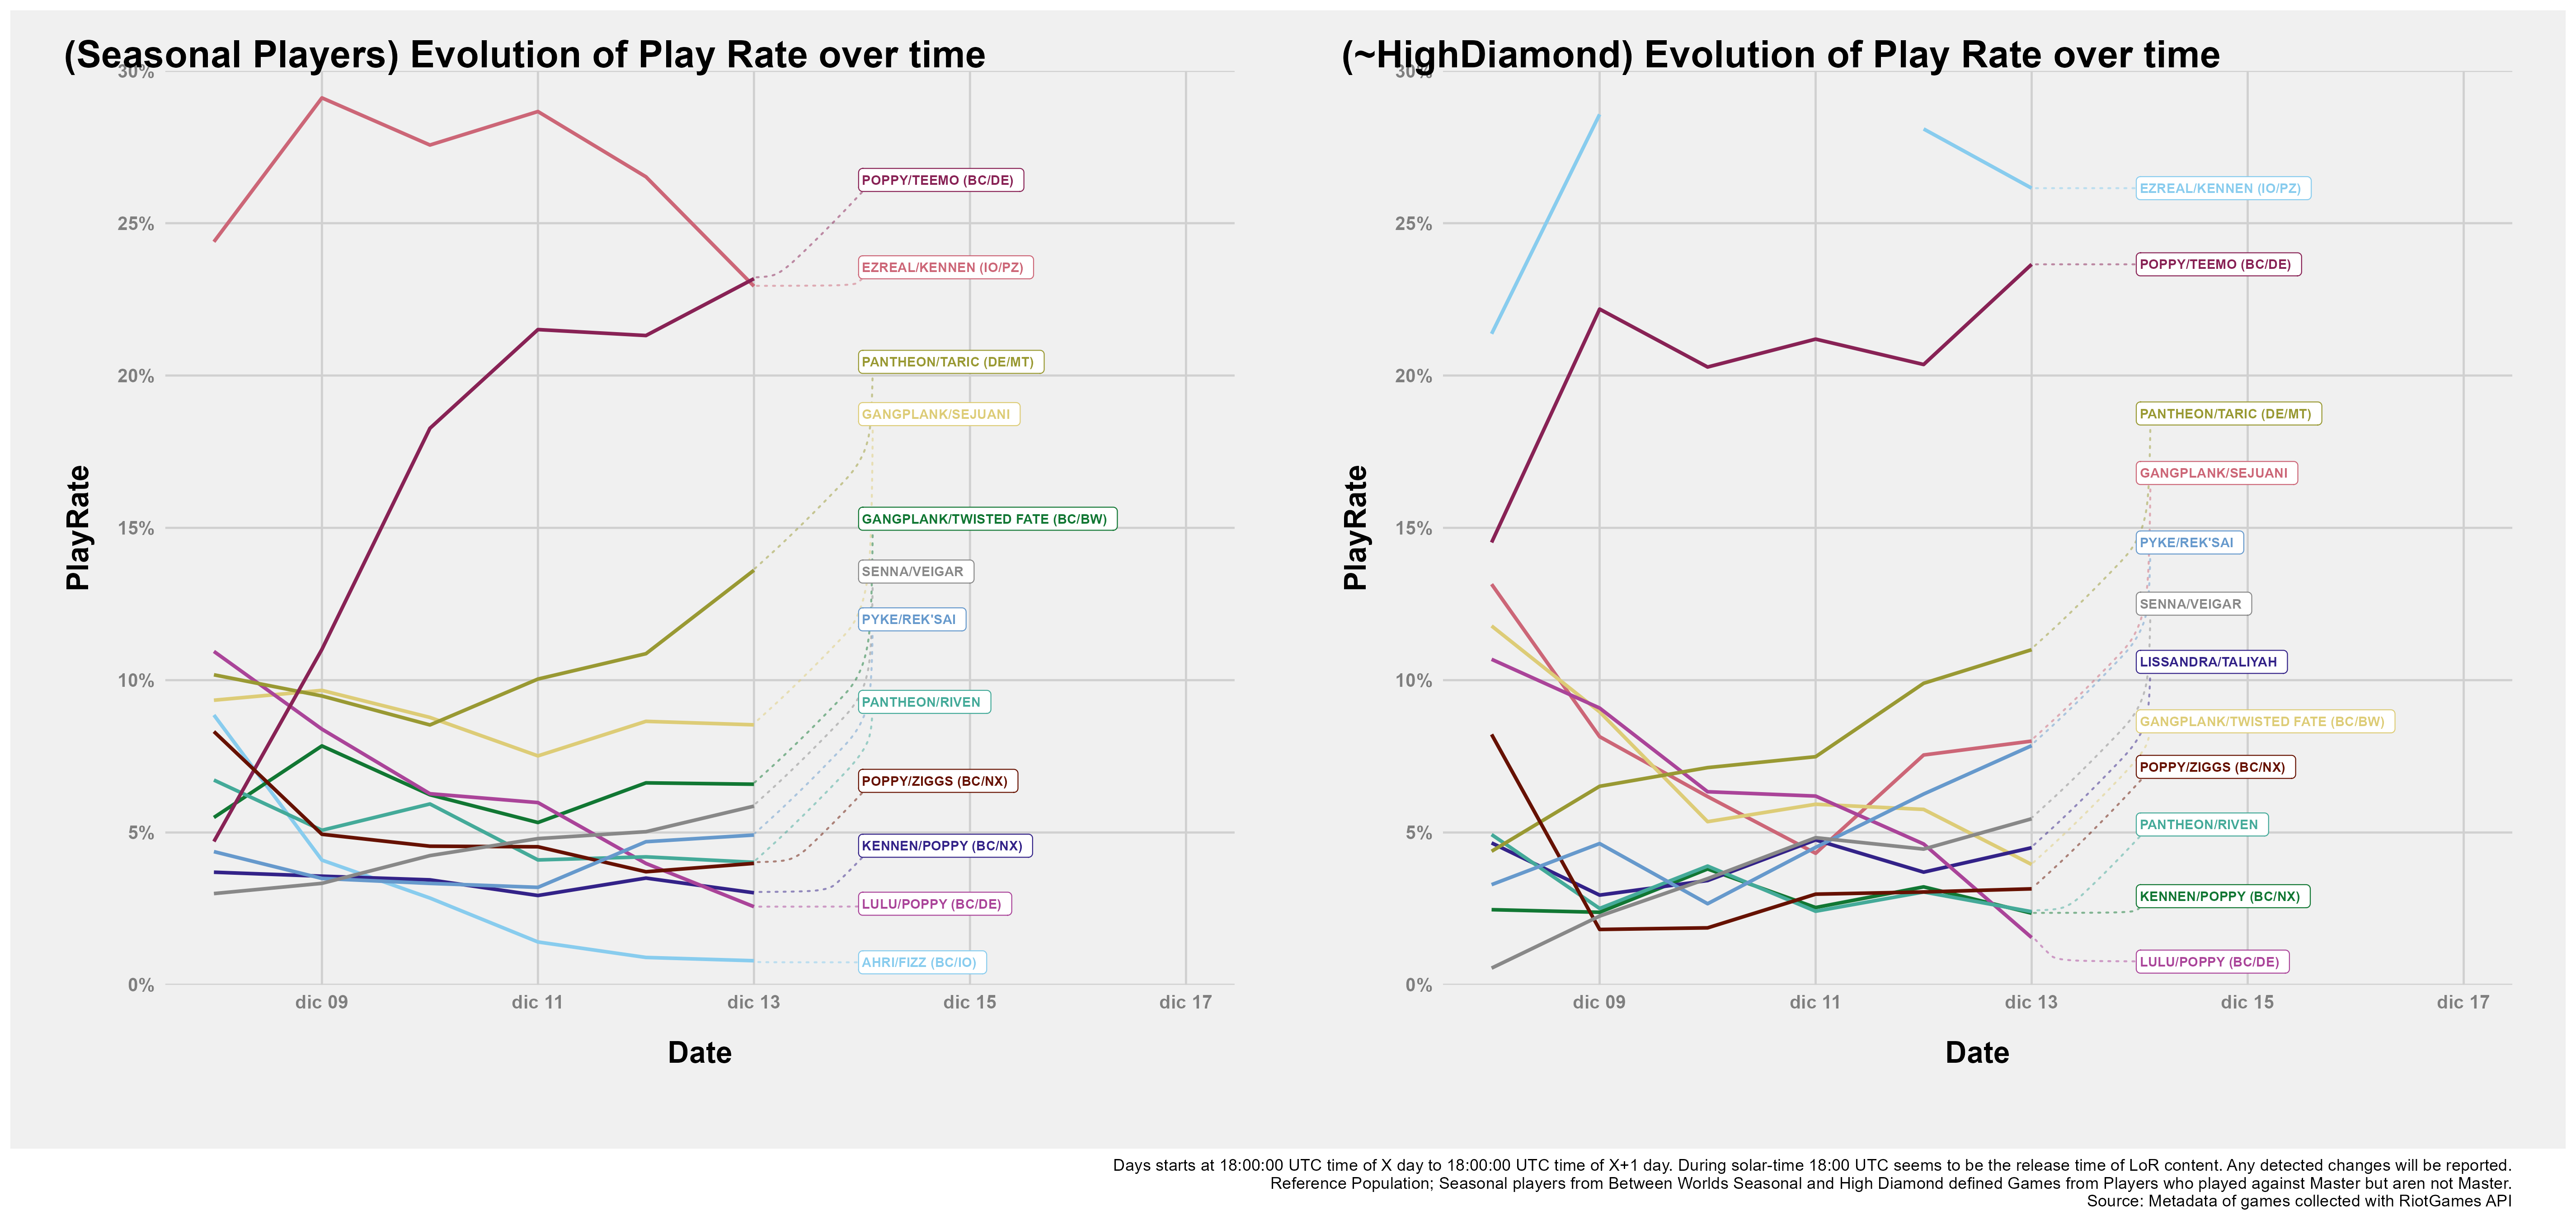 (Seasonal Players) Evolution of Play Rate over time
30%
25%
20%
15%
10%
5%
0%
PlayRate
POPPY/TEEMO (BC/DE)
EZREAL/KENNEN (IO/PZ)
PANTHEON/TARIC (DE/MT)
GANGPLANK/SEJUANI
GANGPLANK/TWISTED FATE (BC/BW)
SENNA/VEIGAR
PYKE/REK'SAI
PANTHEON/RIVEN
POPPY/ZIGGS (BC/NX)
KENNEN/POPPY (BC/NX)
LULU/POPPY (BC/DE)
AHRI/FIZZ (BC/IO)
dic 09
dic 11
dic 13
dic 15
dic 17
Date
(~HighDiamond) Evolution of Play Rate over time
30%
25%
20%
15%
10%
5%
0%
PlayRate
EZREAL/KENNEN (IO/PZ)
POPPY/TEEMO (BC/DE)
PANTHEON/TARIC (DE/MT)
GANGPLANK/SEJUANI
PYKE/REK'SAI
SENNA/VEIGAR
LISSANDRA/TALIYAH
GANGPLANK/TWISTED FATE (BC/BW)
POPPY/ZIGGS (BC/NX)
PANTHEON/RIVEN
KENNEN/POPPY (BC/NX)
LULU/POPPY (BC/DE)
dic 09
dic 11
dic 13
dic 15
dic 17
Date
Days starts at 18:00:00 UTC time of X day to 18:00:00 UTC time of X+1 day. During solar-time 18:00 UTC seems to be the release time of LoR content. Any detected changes will be reported.
Reference Population; Seasonal players from Between Worlds Seasonal and High Diamond defined Games from Players who played against Master but aren not Master.
Source: Metadata of games collected with RiotGames API